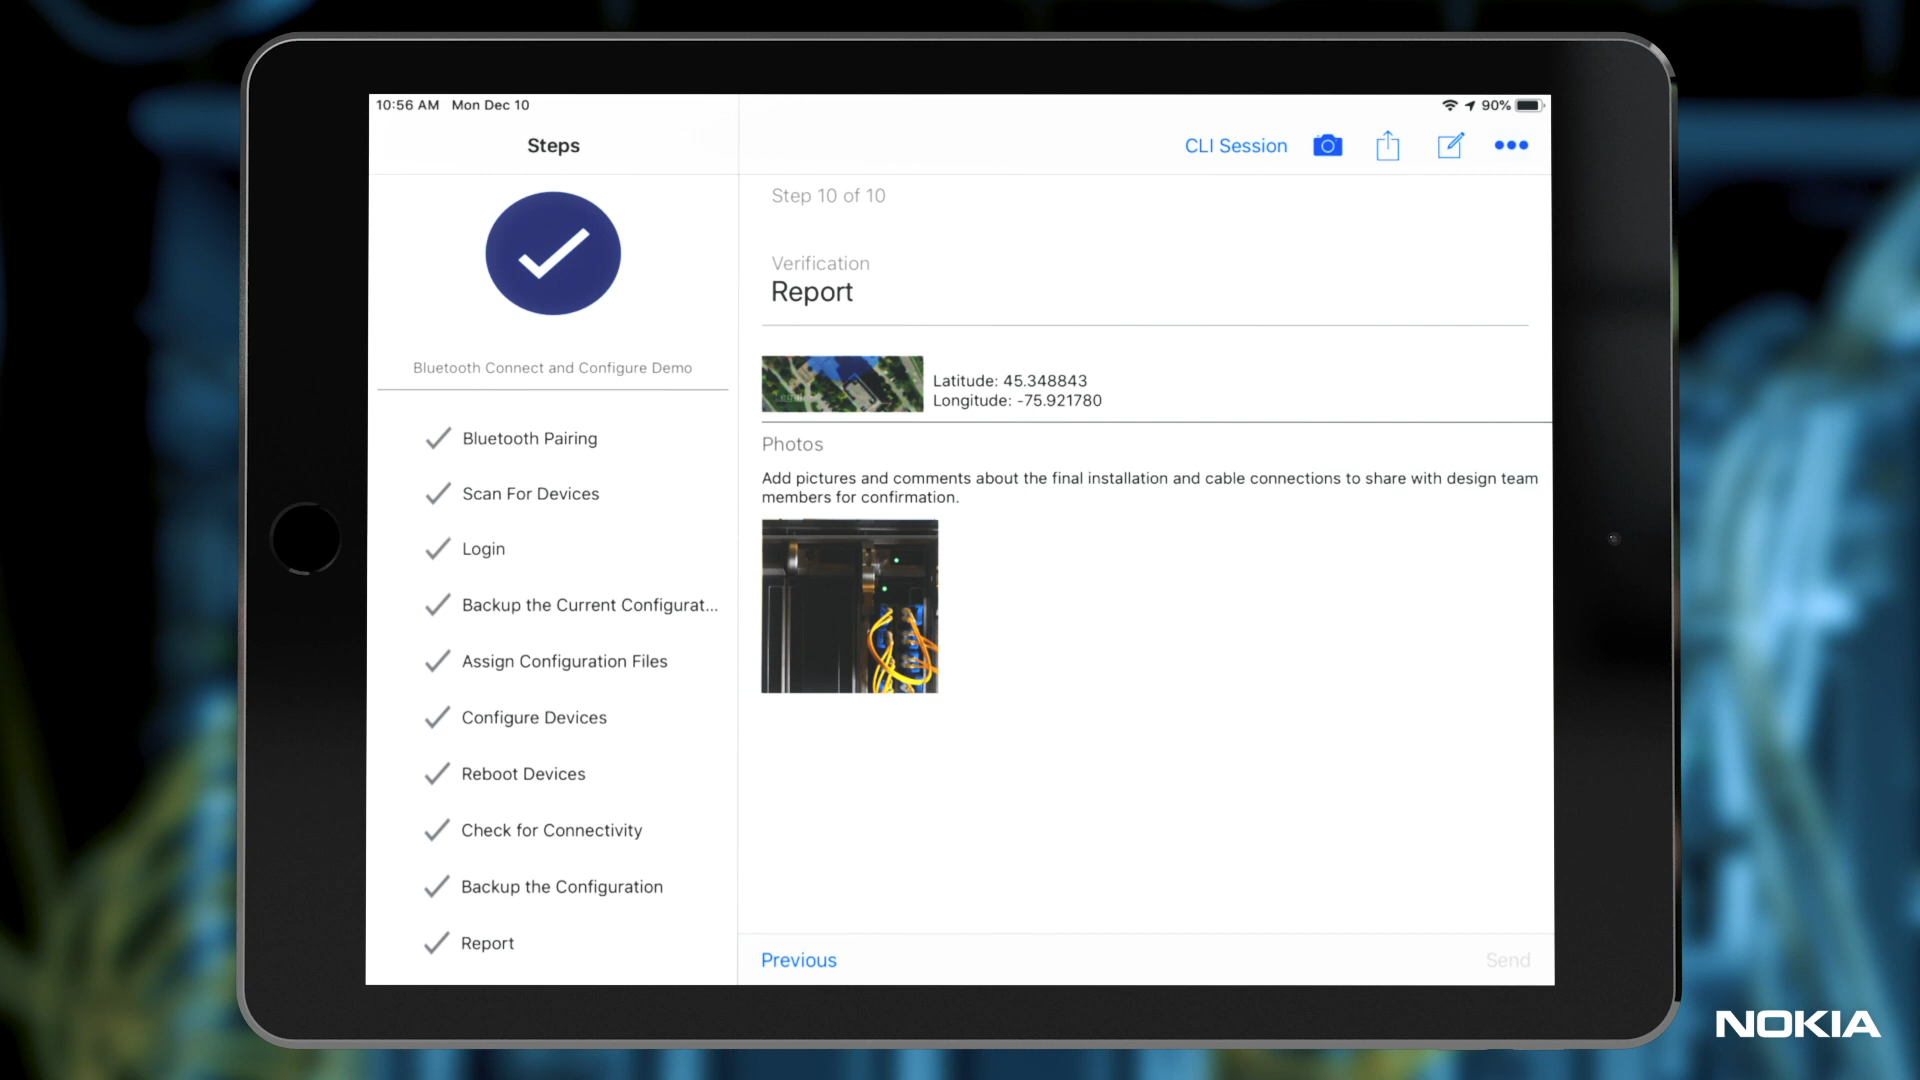 10:56 AM Mon Dec 10
90%
Steps
CLI Session
Bluetooth Connect and Configure Demo
Bluetooth Pairing
Scan For Devices
Login
Backup the Current Configurat...
Assign Configuration Files
Configure Devices
Reboot Devices
Check for Connectivity
Backup the Configuration
Report
Step 10 of 10
Verification
Report
Legal
Latitude: 45.348843
Longitude: -75.921780
Photos
Add pictures and comments about the final installation and cable connections to share with design team
members for confirmation.
Previous
Send
NOKIA